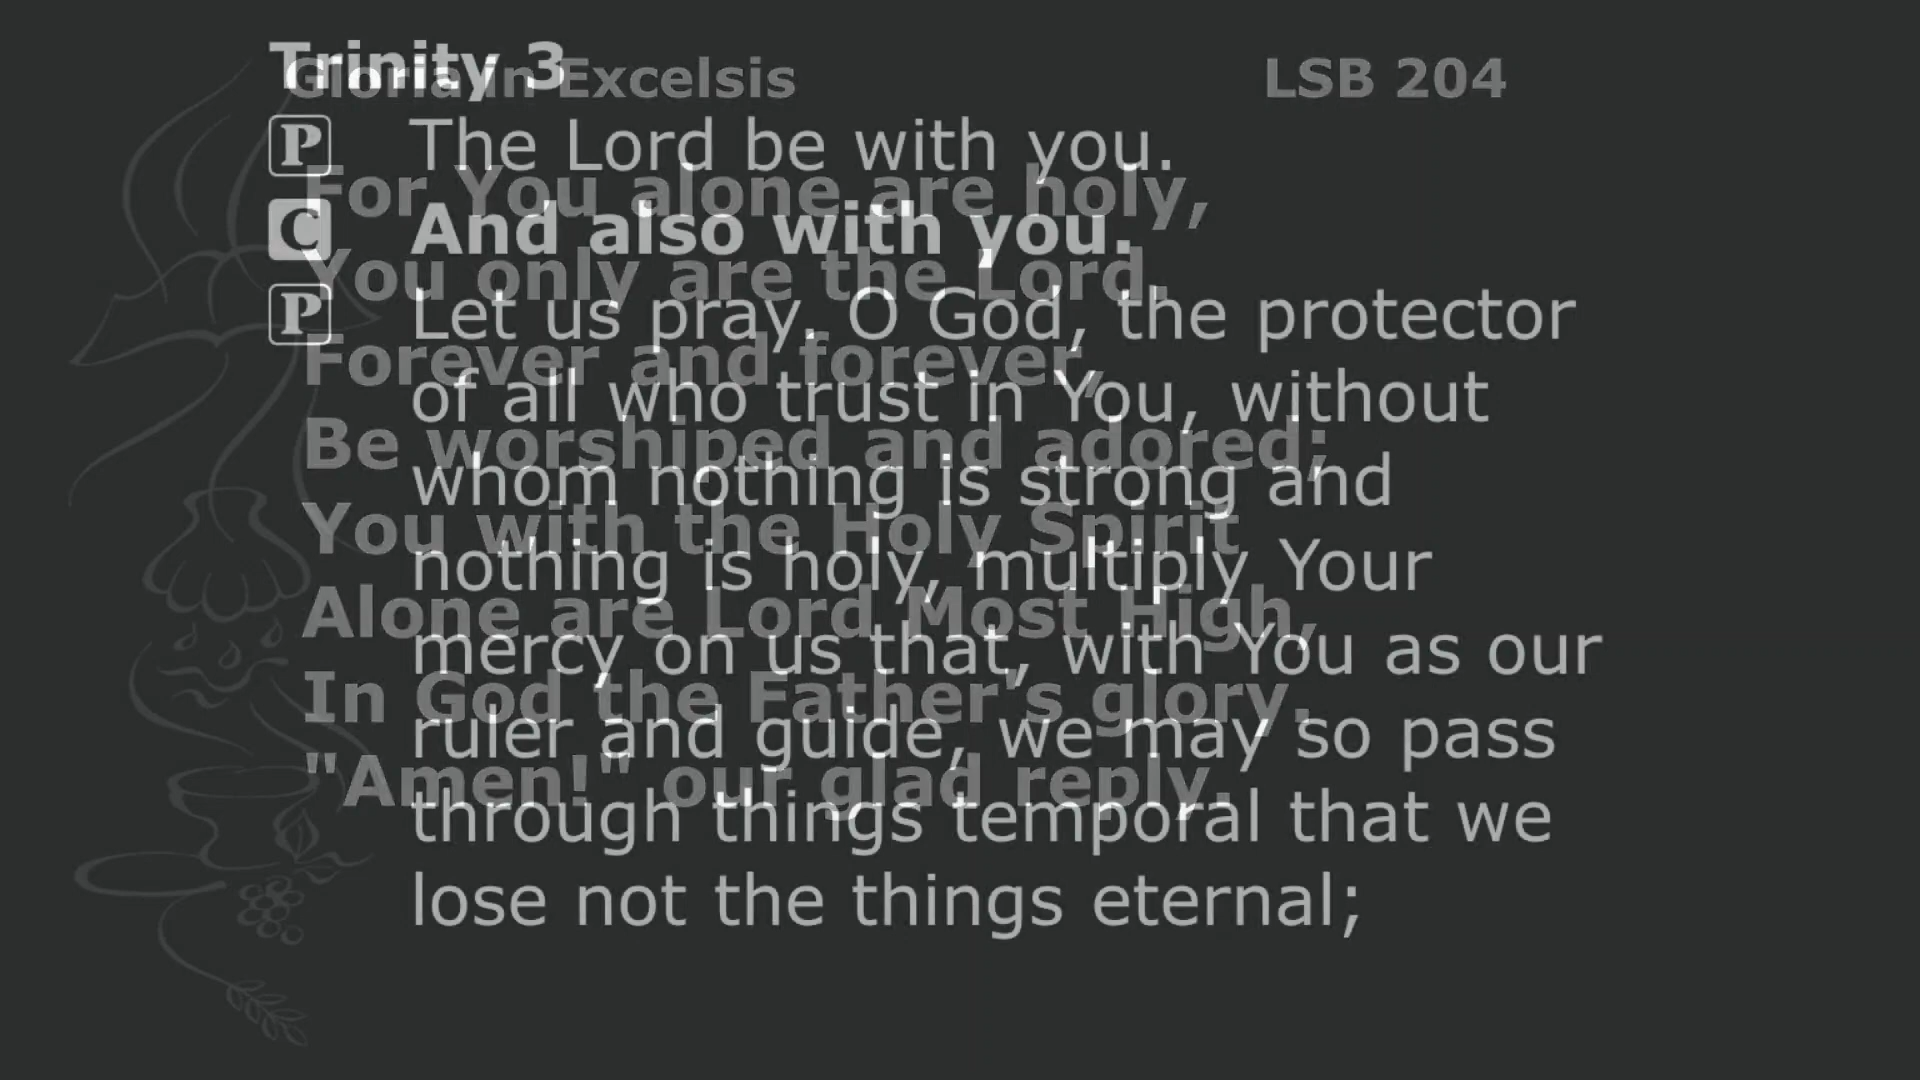 Trinity 3
P The Lord be with you.
C And also with you.
P Let us pray. O God, the protector
of all who trust in You, without
whom nothing is strong and
nothing is holy, multiply Your
mercy on us that, with You as our
ruler and guide, we may so pass
through things temporal that we
lose not the things eternal;
Gloria in Excelsis LSB 204
For You alone are holy,
You only are the Lord.
Forever and forever,
Be worshiped and adored;
You with the Holy Spirit
Alone are Lord Most High,
In God the Father's glory.
"Amen!" our glad reply.